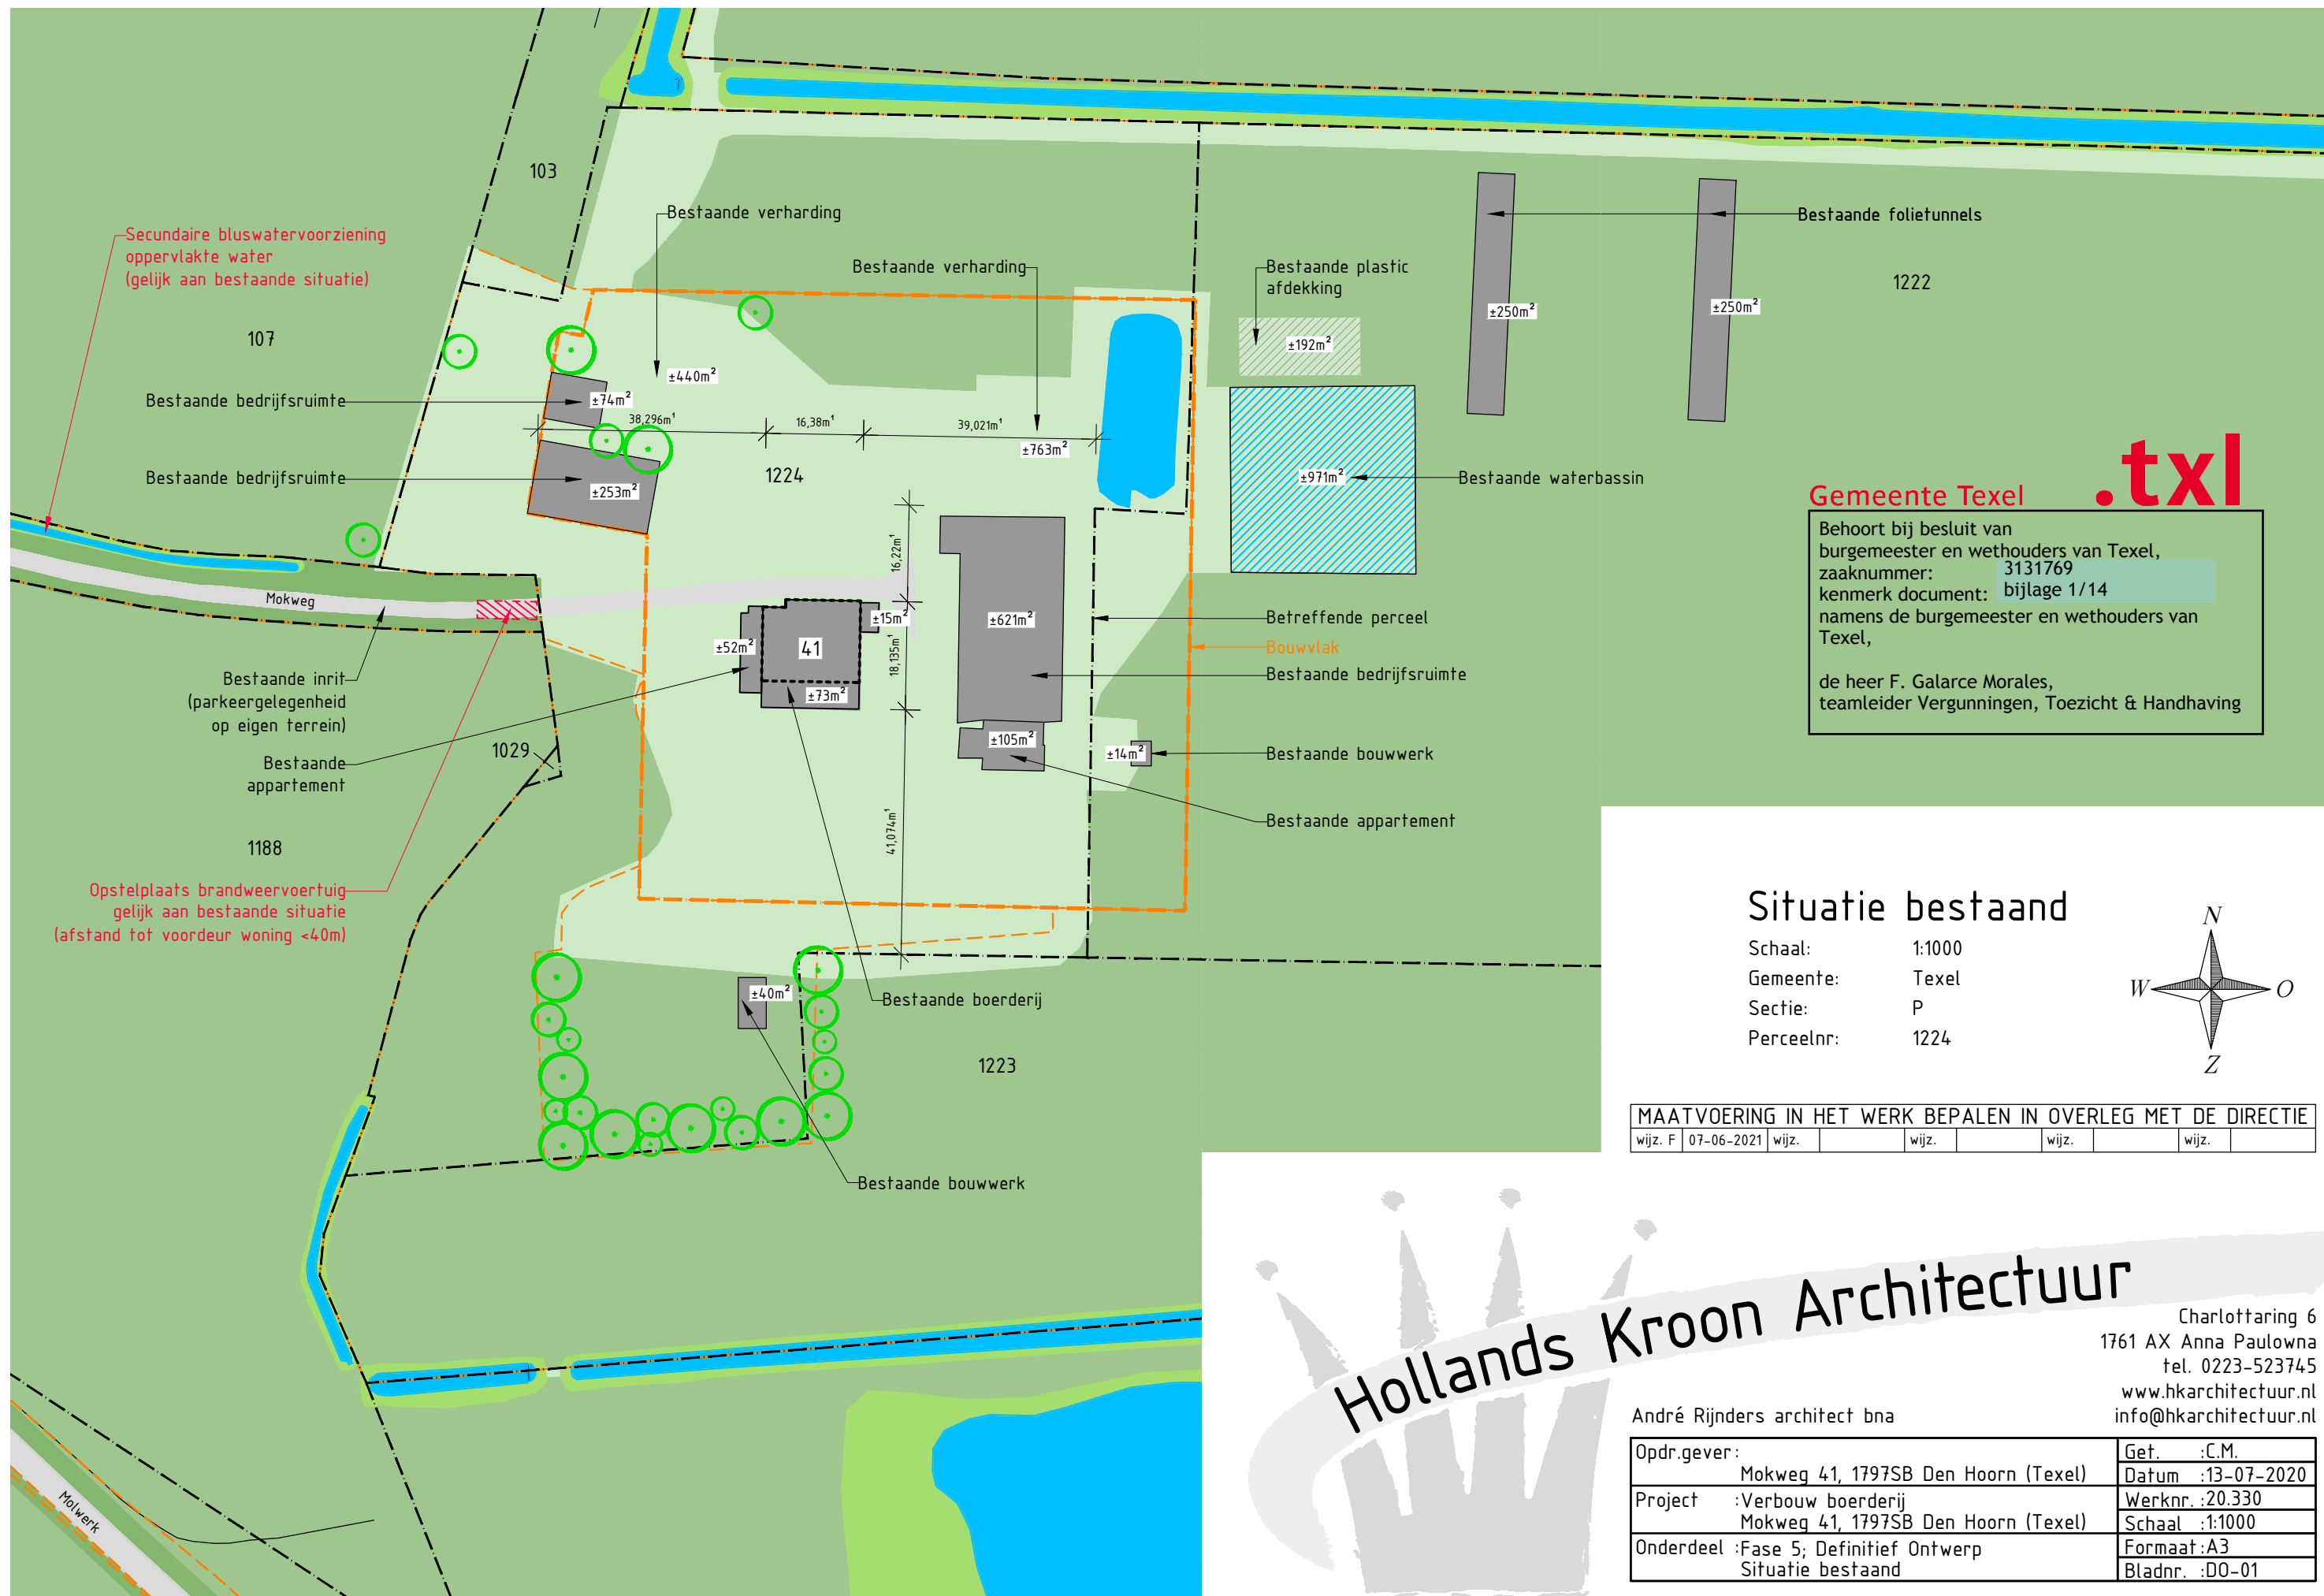 103
Bestaande verharding
Bestaande folietunnels
Secundaire bluswatervoorziening
oppervlakte water
(gelijk aan bestaande situatie)
Bestaande verharding
Bestaande plastic
afdekking
1222
±250m²
±250m²
107
±192m²
±440m²
Bestaande bedrijfsruimte
±74m²
38,296m¹
16,38m¹
39,021m¹
±763m²
1224
Bestaande bedrijfsruimte
±253m²
±971m²
Bestaande waterbassin
16,22m¹
Mokweg
±15m²
±621m²
Betreffende perceel
±52m²
41
18,135m¹
Bouwvlak
Bestaande inrit
(parkeergelegenheid
op eigen terrein)
±73m²
Bestaande bedrijfsruimte
1029
±105m²
±14m²
Bestaande bouwwerk
Bestaande
appartement
41,074m¹
Bestaande appartement
1188
Opstelplaats brandweervoertuig
gelijk aan bestaande situatie
(afstand tot voordeur woning <40m)
±40m²
Bestaande boerderij
1223
Bestaande bouwwerk
Molwerk
Gemeente Texel
.txl
Behoort bij besluit van
burgemeester en wethouders van Texel,
zaaknummer: 3131769
kenmerk document: bijlage 1/14
namens de burgemeester en wethouders van
Texel,
de heer F. Galarce Morales,
teamleider Vergunningen, Toezicht & Handhaving
Situatie bestaand
Schaal: 1:1000
Gemeente: Texel
Sectie: P
Perceelnr: 1224
N
W
O
Z
MAATVOERING IN HET WERK BEPALEN IN OVERLEG MET DE DIRECTIE
wijz. F 07-06-2021 wijz. wijz. wijz. wijz.
Hollands Kroon Architectuur
Charlottaring 6
1761 AX Anna Paulowna
tel. 0223-523745
www.hkarchitectuur.nl
info@hkarchitectuur.nl
André Rijnders architect bna
Opdr.gever:
Mokweg 41, 1797SB Den Hoorn (Texel)
Project :Verbouw boerderij
Mokweg 41, 1797SB Den Hoorn (Texel)
Onderdeel :Fase 5; Definitief Ontwerp
Situatie bestaand
Get. :C.M.
Datum :13-07-2020
Werknr. :20.330
Schaal :1:1000
Formaat :A3
Bladnr. :DO-01